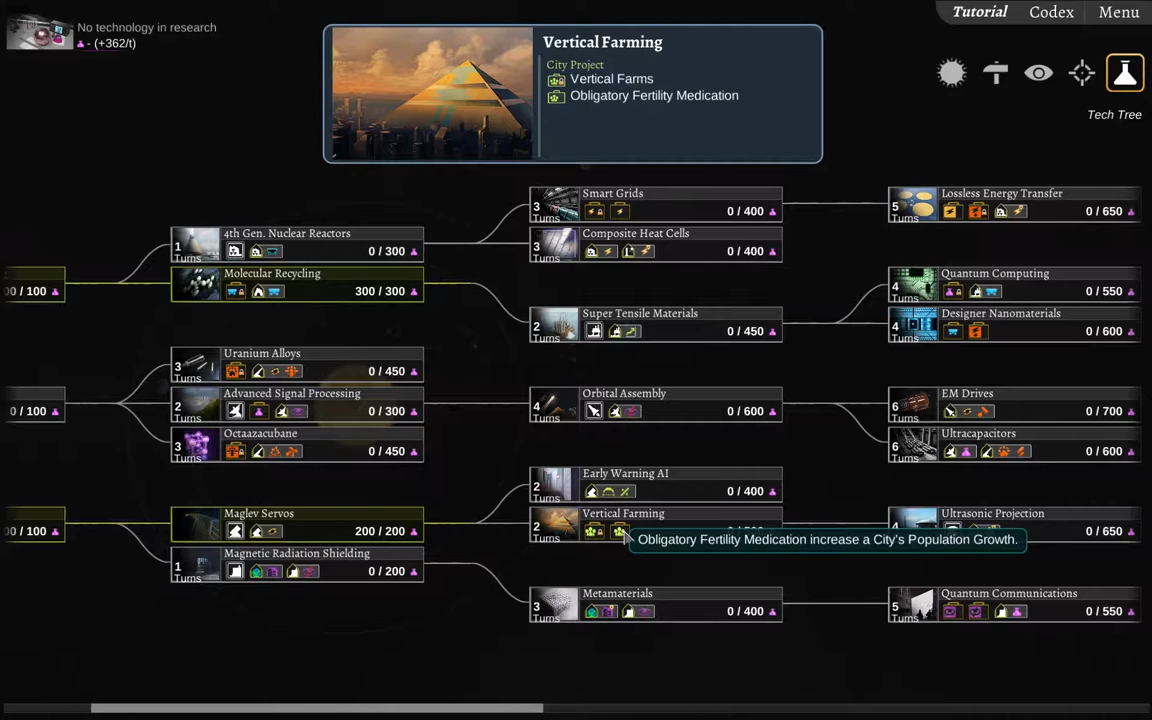 No technology in research
- (+362/t)
Tutorial Codex Menu
Vertical Farming
City Project
Vertical Farms
Obligatory Fertility Medication
Tech Tree
Smart Grids
3 Turns 0 / 400
Lossless Energy Transfer
5 Turns 0 / 650
4th Gen. Nuclear Reactors
1 Turns 0 / 300
Composite Heat Cells
3 Turns 0 / 400
00 / 100
Molecular Recycling
300 / 300
Quantum Computing
4 Turns 0 / 550
Super Tensile Materials
2 Turns 0 / 450
Designer Nanomaterials
4 Turns 0 / 600
Uranium Alloys
3 Turns 0 / 450
0 / 100
Advanced Signal Processing
2 Turns 0 / 300
Orbital Assembly
4 Turns 0 / 600
EM Drives
6 Turns 0 / 700
Octaazacubane
3 Turns 0 / 450
Ultracapacitors
6 Turns 0 / 600
Early Warning AI
2 Turns 0 / 400
00 / 100
Maglev Servos
200 / 200
Vertical Farming
2 Turns
Ultrasonic Projection
4 Turns 0 / 650
Obligatory Fertility Medication increase a City's Population Growth.
Magnetic Radiation Shielding
1 Turns 0 / 200
Metamaterials
3 Turns 0 / 400
Quantum Communications
5 Turns 0 / 550